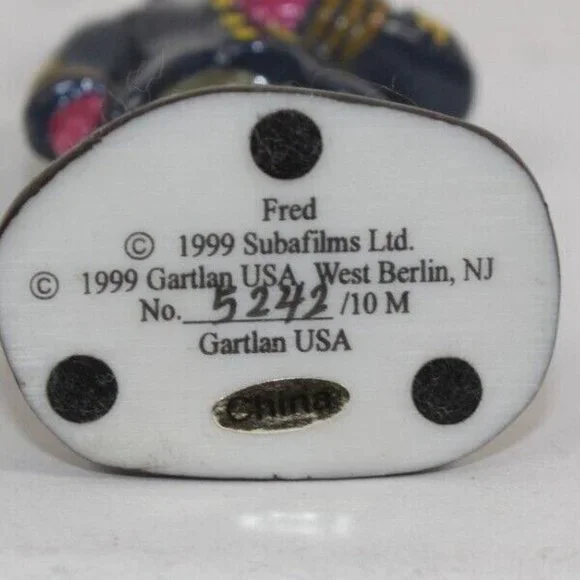 Fred
© 1999 Subafilms Ltd.
© 1999 Gartlan USA, West Berlin, NJ
No. 5242 /10 M
Gartlan USA
China